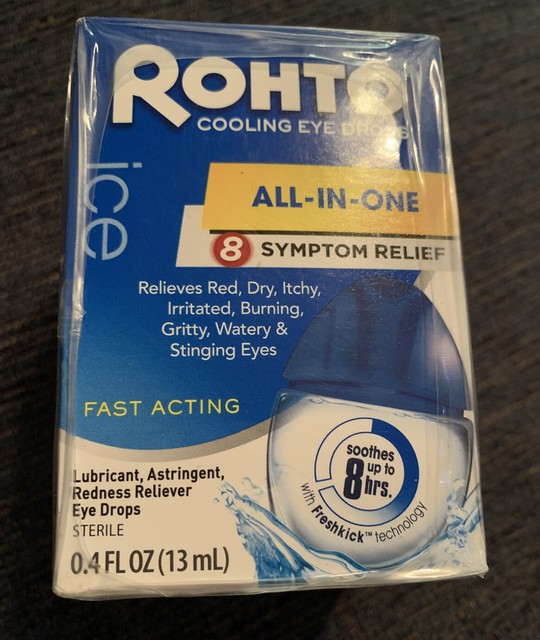 ROHTO
COOLING EYE DROPS
ice
ALL-IN-ONE
8 SYMPTOM RELIEF
Relieves Red, Dry, Itchy,
Irritated, Burning,
Gritty, Watery &
Stinging Eyes
FAST ACTING
soothes
up to
8 hrs.
with Freshkick™ technology
Lubricant, Astringent,
Redness Reliever
Eye Drops
STERILE
0.4 FL OZ (13 mL)